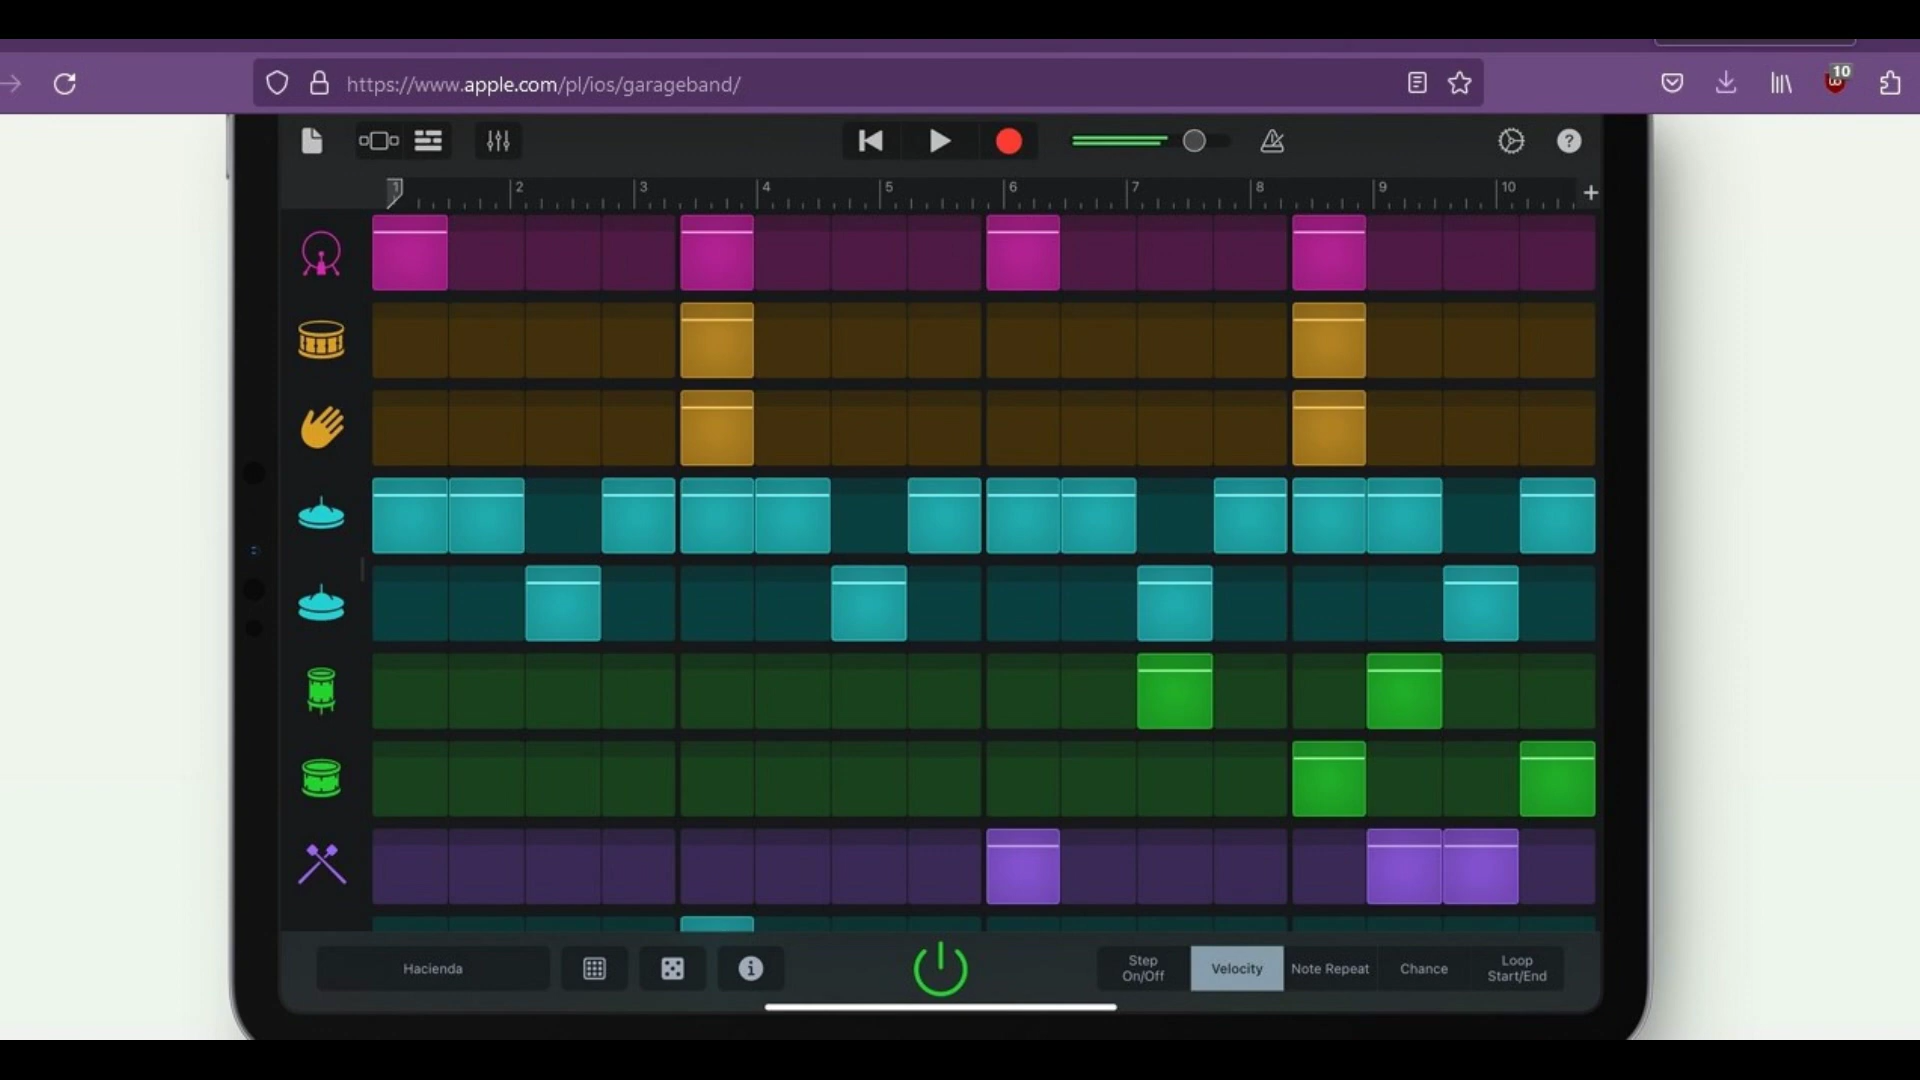 10
https://www.apple.com/pl/ios/garageband/
?
1 2 3 4 5 6 7 8 9 10 +
Hacienda
Step On/Off
Velocity
Note Repeat
Chance
Loop Start/End